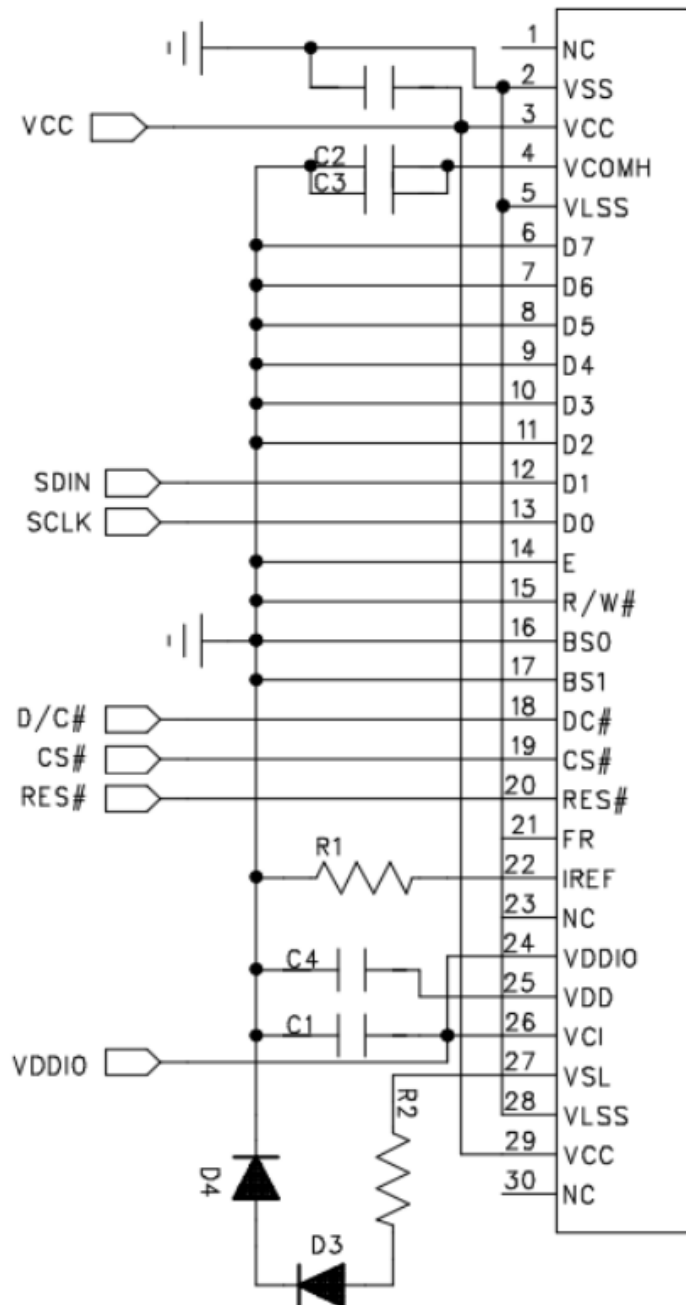 1 NC
2 VSS
VCC 3 VCC
C2 4 VCOMH
C3
5 VLSS
6 D7
7 D6
8 D5
9 D4
10 D3
11 D2
SDIN 12 D1
SCLK 13 D0
14 E
15 R/W#
16 BS0
17 BS1
D/C# 18 DC#
CS# 19 CS#
RES# 20 RES#
21 FR
R1 22 IREF
23 NC
24 VDDIO
C4 25 VDD
C1 26 VCI
VDDIO 27 VSL
R2
28 VLSS
29 VCC
D4 30 NC
D3